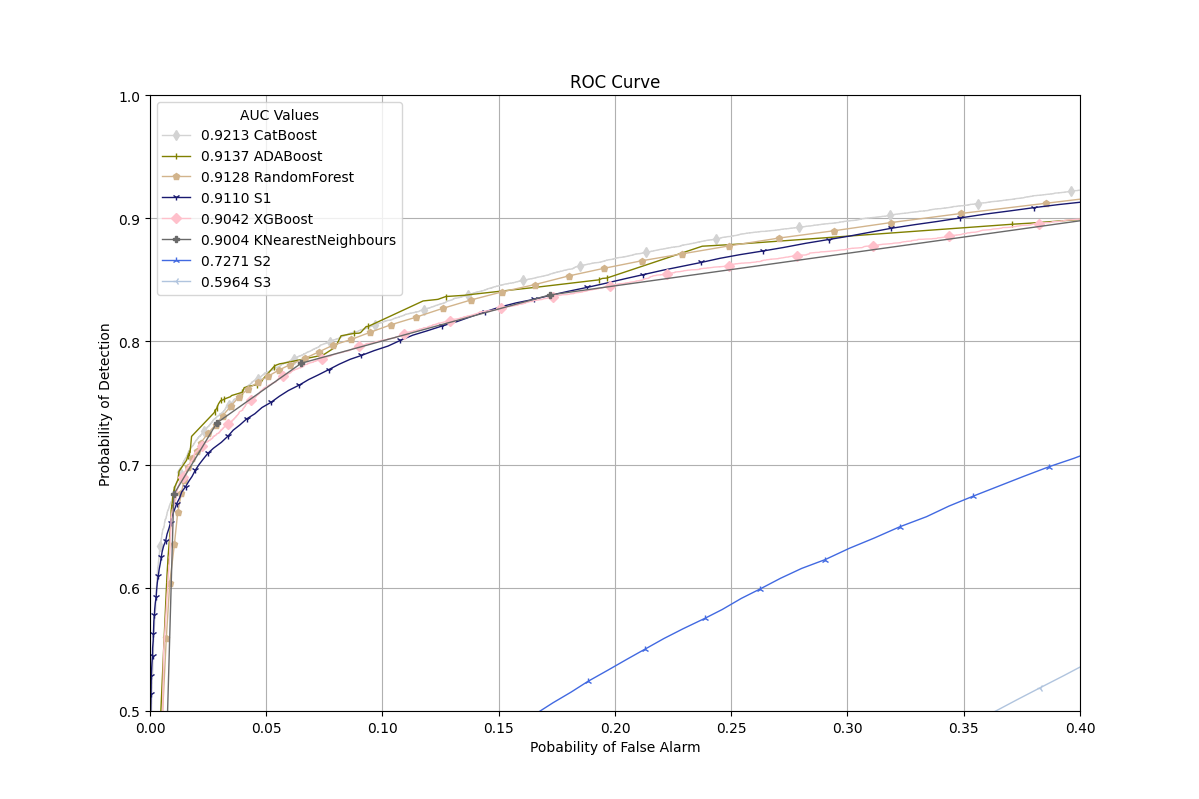 ROC Curve
1.0
0.9
0.8
0.7
0.6
0.5
Probability of Detection
AUC Values
0.9213 CatBoost
0.9137 ADABoost
0.9128 RandomForest
0.9110 S1
0.9042 XGBoost
0.9004 KNearestNeighbours
0.7271 S2
0.5964 S3
0.00 0.05 0.10 0.15 0.20 0.25 0.30 0.35 0.40
Pobability of False Alarm